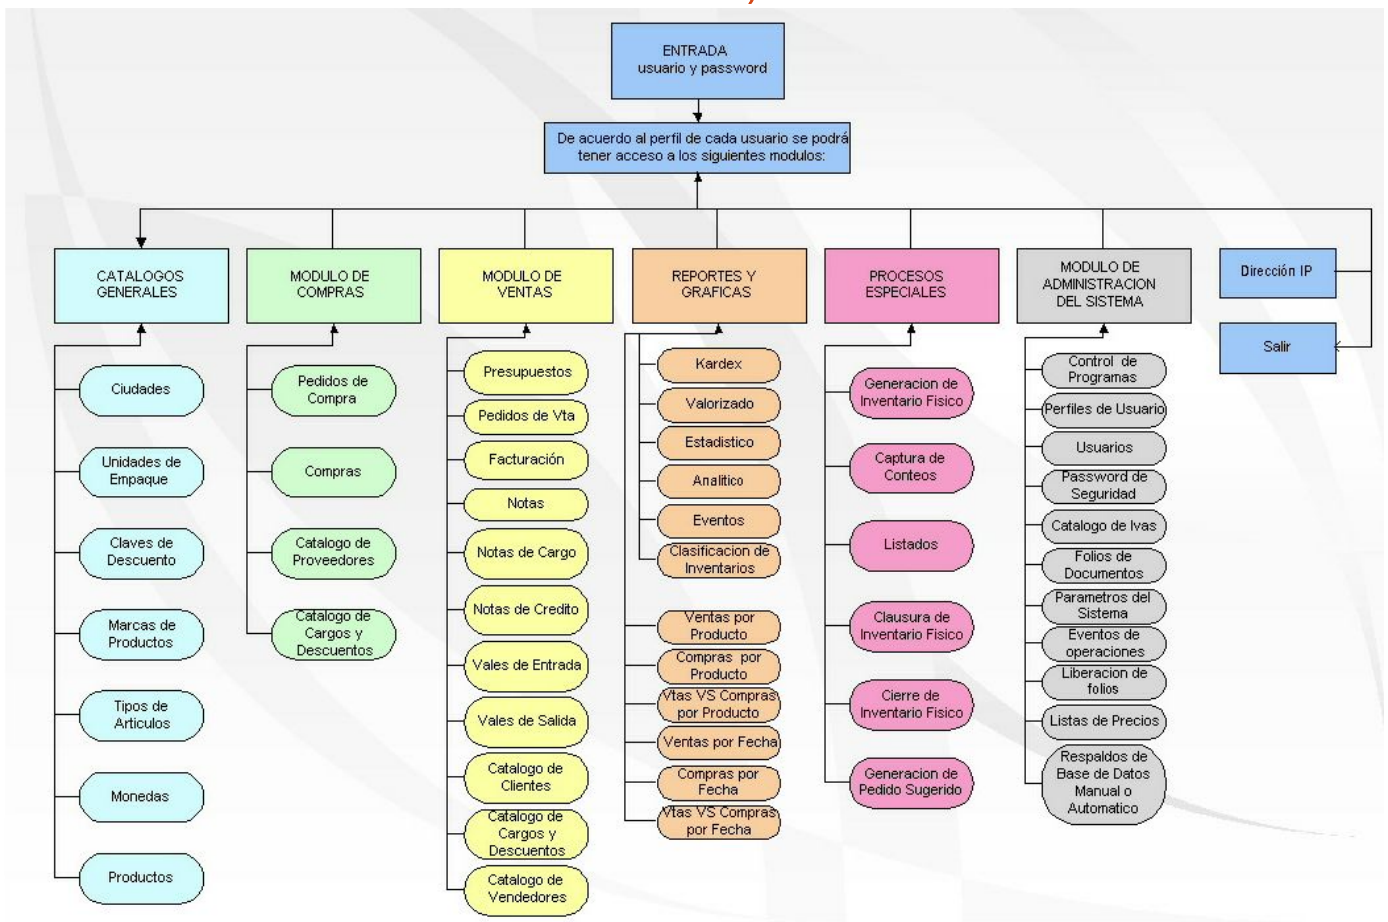 ENTRADA
usuario y password
De acuerdo al perfil de cada usuario se podrá
tener acceso a los siguientes modulos:
CATALOGOS
GENERALES
Ciudades
Unidades de
Empaque
Claves de
Descuento
Marcas de
Productos
Tipos de
Articulos
Monedas
Productos
MODULO DE
COMPRAS
Pedidos de
Compra
Compras
Catalogo de
Proveedores
Catalogo de
Cargos y
Descuentos
MODULO DE
VENTAS
Presupuestos
Pedidos de Vta
Facturación
Notas
Notas de Cargo
Notas de Credito
Vales de Entrada
Vales de Salida
Catalogo de
Clientes
Catalogo de
Cargos y
Descuentos
Catalogo de
Vendedores
REPORTES Y
GRAFICAS
Kardex
Valorizado
Estadistico
Analitico
Eventos
Clasificacion de
Inventarios
Ventas por
Producto
Compras por
Producto
Vtas VS Compras
por Producto
Ventas por Fecha
Compras por
Fecha
Vtas VS Compras
por Fecha
PROCESOS
ESPECIALES
Generacion de
Inventario Fisico
Captura de
Conteos
Listados
Clausura de
Inventario Fisico
Cierre de
Inventario Fisico
Generacion de
Pedido Sugerido
MODULO DE
ADMINISTRACION
DEL SISTEMA
Control de
Programas
Perfiles de Usuario
Usuarios
Password de
Seguridad
Catalogo de Ivas
Folios de
Documentos
Parametros del
Sistema
Eventos de
operaciones
Liberacion de
folios
Listas de Precios
Respaldos de
Base de Datos
Manual o
Automatico
Dirección IP
Salir